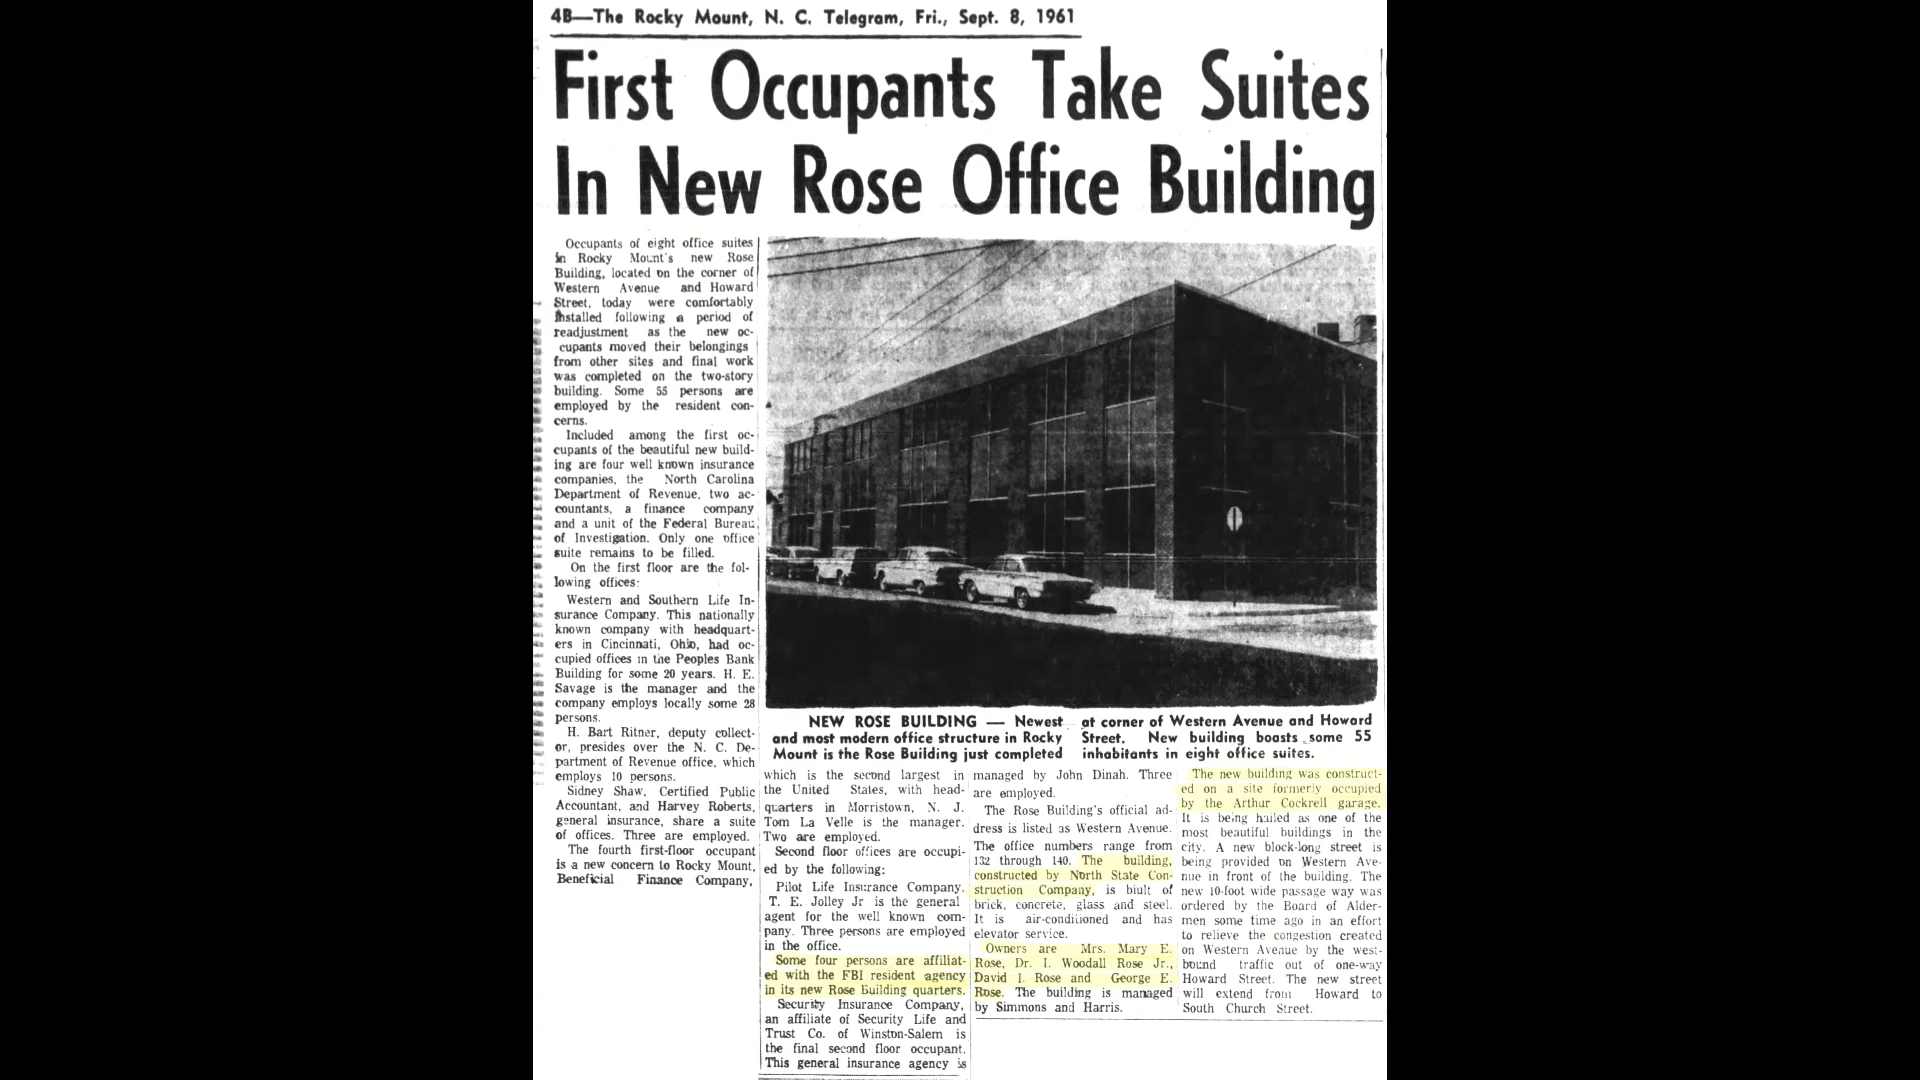 4B—The Rocky Mount, N. C. Telegram, Fri., Sept. 8, 1961
First Occupants Take Suites
In New Rose Office Building
Occupants of eight office suites
in Rocky Mount's new Rose
Building, located on the corner of
Western Avenue and Howard
Street, today were comfortably
installed following a period of
readjustment as the new oc-
cupants moved their belongings
from other sites and final work
was completed on the two-story
building. Some 55 persons are
employed by the resident con-
cerns.
Included among the first oc-
cupants of the beautiful new build-
ing are four well known insurance
companies, the North Carolina
Department of Revenue, two ac-
countants, a finance company
and a unit of the Federal Bureau
of Investigation. Only one office
suite remains to be filled.
On the first floor are the fol-
lowing offices:
Western and Southern Life In-
surance Company. This nationally
known company with headquart-
ers in Cincinnati, Ohio, had oc-
cupied offices in the Peoples Bank
Building for some 20 years. H. E.
Savage is the manager and the
company employs locally some 28
persons.
H. Bart Ritner, deputy collect-
or, presides over the N. C. De-
partment of Revenue office, which
employs 10 persons.
Sidney Shaw, Certified Public
Accountant, and Harvey Roberts,
general insurance, share a suite
of offices. Three are employed.
The fourth first-floor occupant
is a new concern to Rocky Mount,
Beneficial Finance Company,
NEW ROSE BUILDING — Newest
and most modern office structure in Rocky
Mount is the Rose Building just completed
at corner of Western Avenue and Howard
Street. New building boasts some 55
inhabitants in eight office suites.
which is the second largest in
the United States, with head-
quarters in Morristown, N. J.
Tom La Velle is the manager.
Two are employed.
Second floor offices are occupi-
ed by the following:
Pilot Life Insurance Company.
T. E. Jolley Jr is the general
agent for the well known com-
pany. Three persons are employed
in the office.
Some four persons are affiliat-
ed with the FBI resident agency
in its new Rose Building quarters.
Security Insurance Company,
an affiliate of Security Life and
Trust Co. of Winston-Salem is
the final second floor occupant.
This general insurance agency is
managed by John Dinah. Three
are employed.
The Rose Building's official ad-
dress is listed as Western Avenue.
The office numbers range from
132 through 140. The building,
constructed by North State Con-
struction Company, is biult of
brick, concrete, glass and steel.
It is air-conditioned and has
elevator service.
Owners are Mrs. Mary E.
Rose, Dr. I. Woodall Rose Jr.,
David I. Rose and George E.
Rose. The building is managed
by Simmons and Harris.
The new building was construct-
ed on a site formerly occupied
by the Arthur Cockrell garage.
It is being hailed as one of the
most beautiful buildings in the
city. A new block-long street is
being provided on Western Ave-
nue in front of the building. The
new 10-foot wide passage way was
ordered by the Board of Alder-
men some time ago in an effort
to relieve the congestion created
on Western Avenue by the west-
bound traffic out of one-way
Howard Street. The new street
will extend from Howard to
South Church Street.